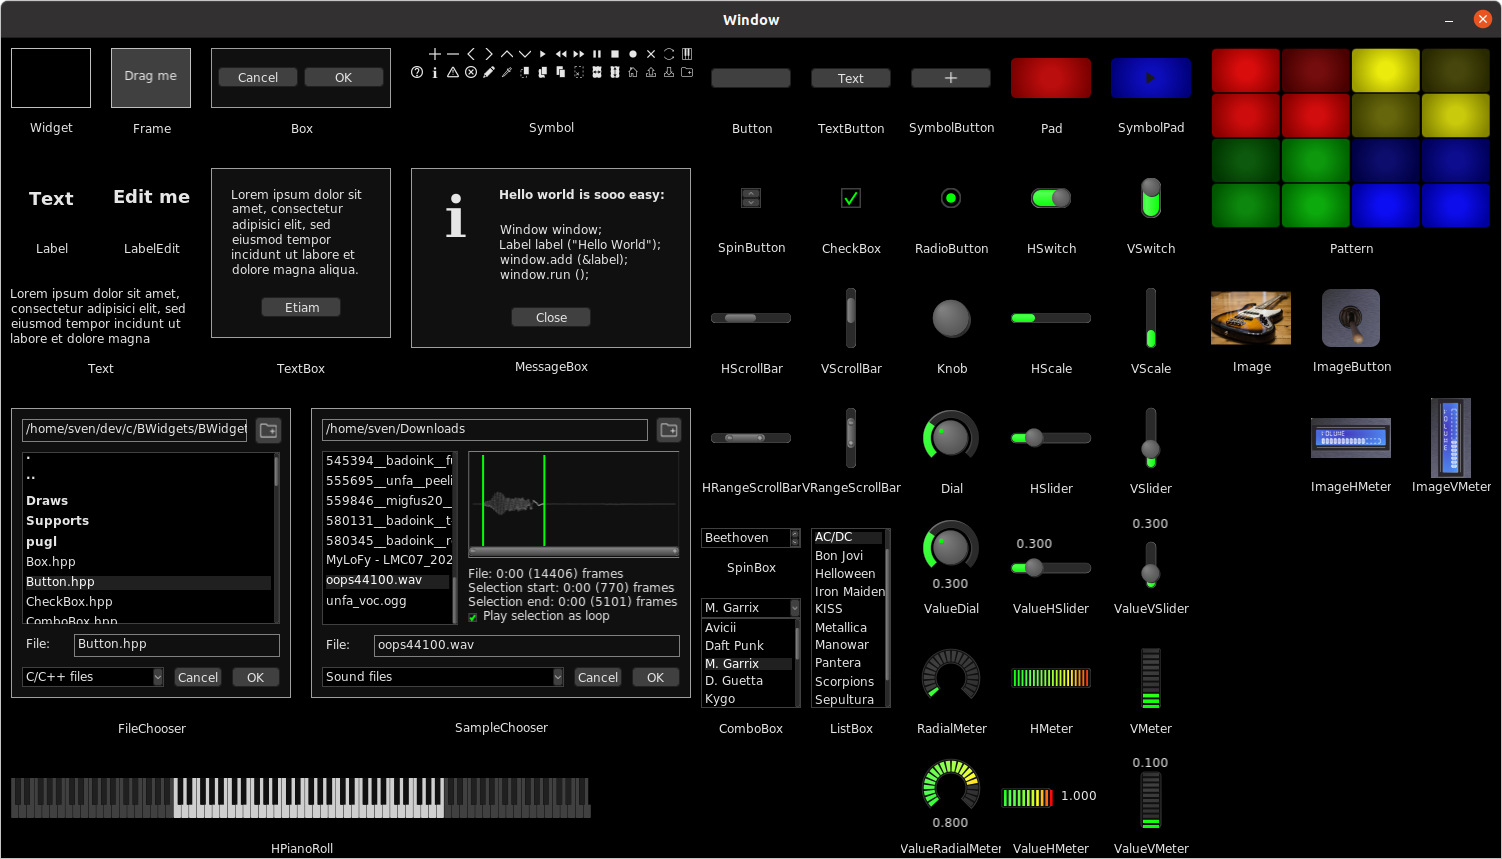 Window
Drag me
Cancel
OK
Text
Widget
Frame
Box
Symbol
Button
TextButton
SymbolButton
Pad
SymbolPad
Text
Edit me
Label
LabelEdit
Lorem ipsum dolor sit
amet, consectetur
adipisici elit, sed
eiusmod tempor
incidunt ut labore et
dolore magna aliqua.
Etiam
Hello world is sooo easy:
Window window;
Label label ("Hello World");
window.add (&label);
window.run ();
Close
SpinButton
CheckBox
RadioButton
HSwitch
VSwitch
Pattern
Lorem ipsum dolor sit amet,
consectetur adipisici elit, sed
eiusmod tempor incidunt ut
labore et dolore magna
Text
TextBox
MessageBox
HScrollBar
VScrollBar
Knob
HScale
VScale
Image
ImageButton
/home/sven/dev/c/BWidgets/BWidget
..
Draws
Supports
pugl
Box.hpp
Button.hpp
CheckBox.hpp
ComboBox.hpp
File:
Button.hpp
C/C++ files
Cancel
OK
FileChooser
/home/sven/Downloads
545394__badoink__fu
555695__unfa__peeli
559846__migfus20__
580131__badoink__t
580345__badoink__r
MyLoFy - LMC07_202
oops44100.wav
unfa_voc.ogg
File: 0:00 (14406) frames
Selection start: 0:00 (770) frames
Selection end: 0:00 (5101) frames
Play selection as loop
File:
oops44100.wav
Sound files
Cancel
OK
SampleChooser
HRangeScrollBar
VRangeScrollBar
Dial
HSlider
VSlider
VOLUME
VOLUME
ImageHMeter
ImageVMeter
Beethoven
SpinBox
M. Garrix
Avicii
Daft Punk
M. Garrix
D. Guetta
Kygo
ComboBox
AC/DC
Bon Jovi
Helloween
Iron Maiden
KISS
Metallica
Manowar
Pantera
Scorpions
Sepultura
ListBox
0.300
0.300
0.300
ValueDial
ValueHSlider
ValueVSlider
RadialMeter
HMeter
VMeter
0.800
1.000
0.100
ValueRadialMeter
ValueHMeter
ValueVMeter
HPianoRoll